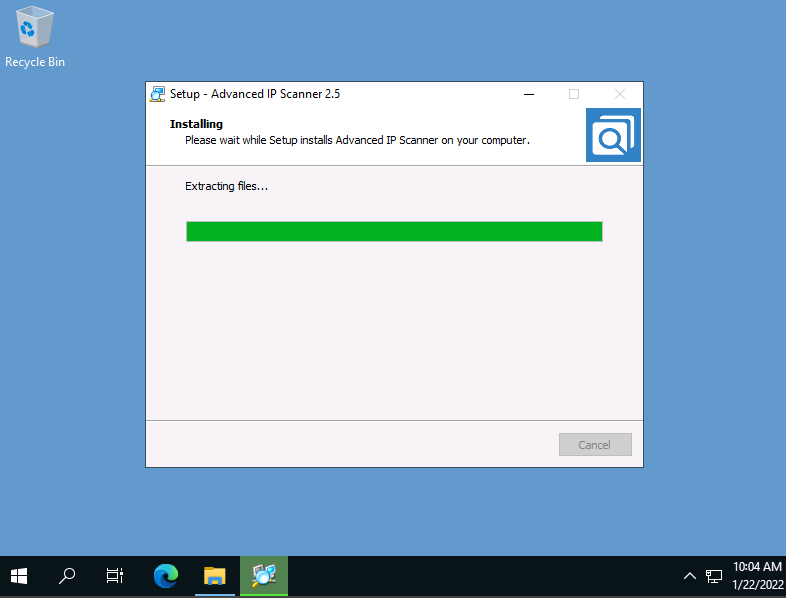 Recycle Bin
Setup - Advanced IP Scanner 2.5
Installing
Please wait while Setup installs Advanced IP Scanner on your computer.
Extracting files...
Cancel
10:04 AM
1/22/2022